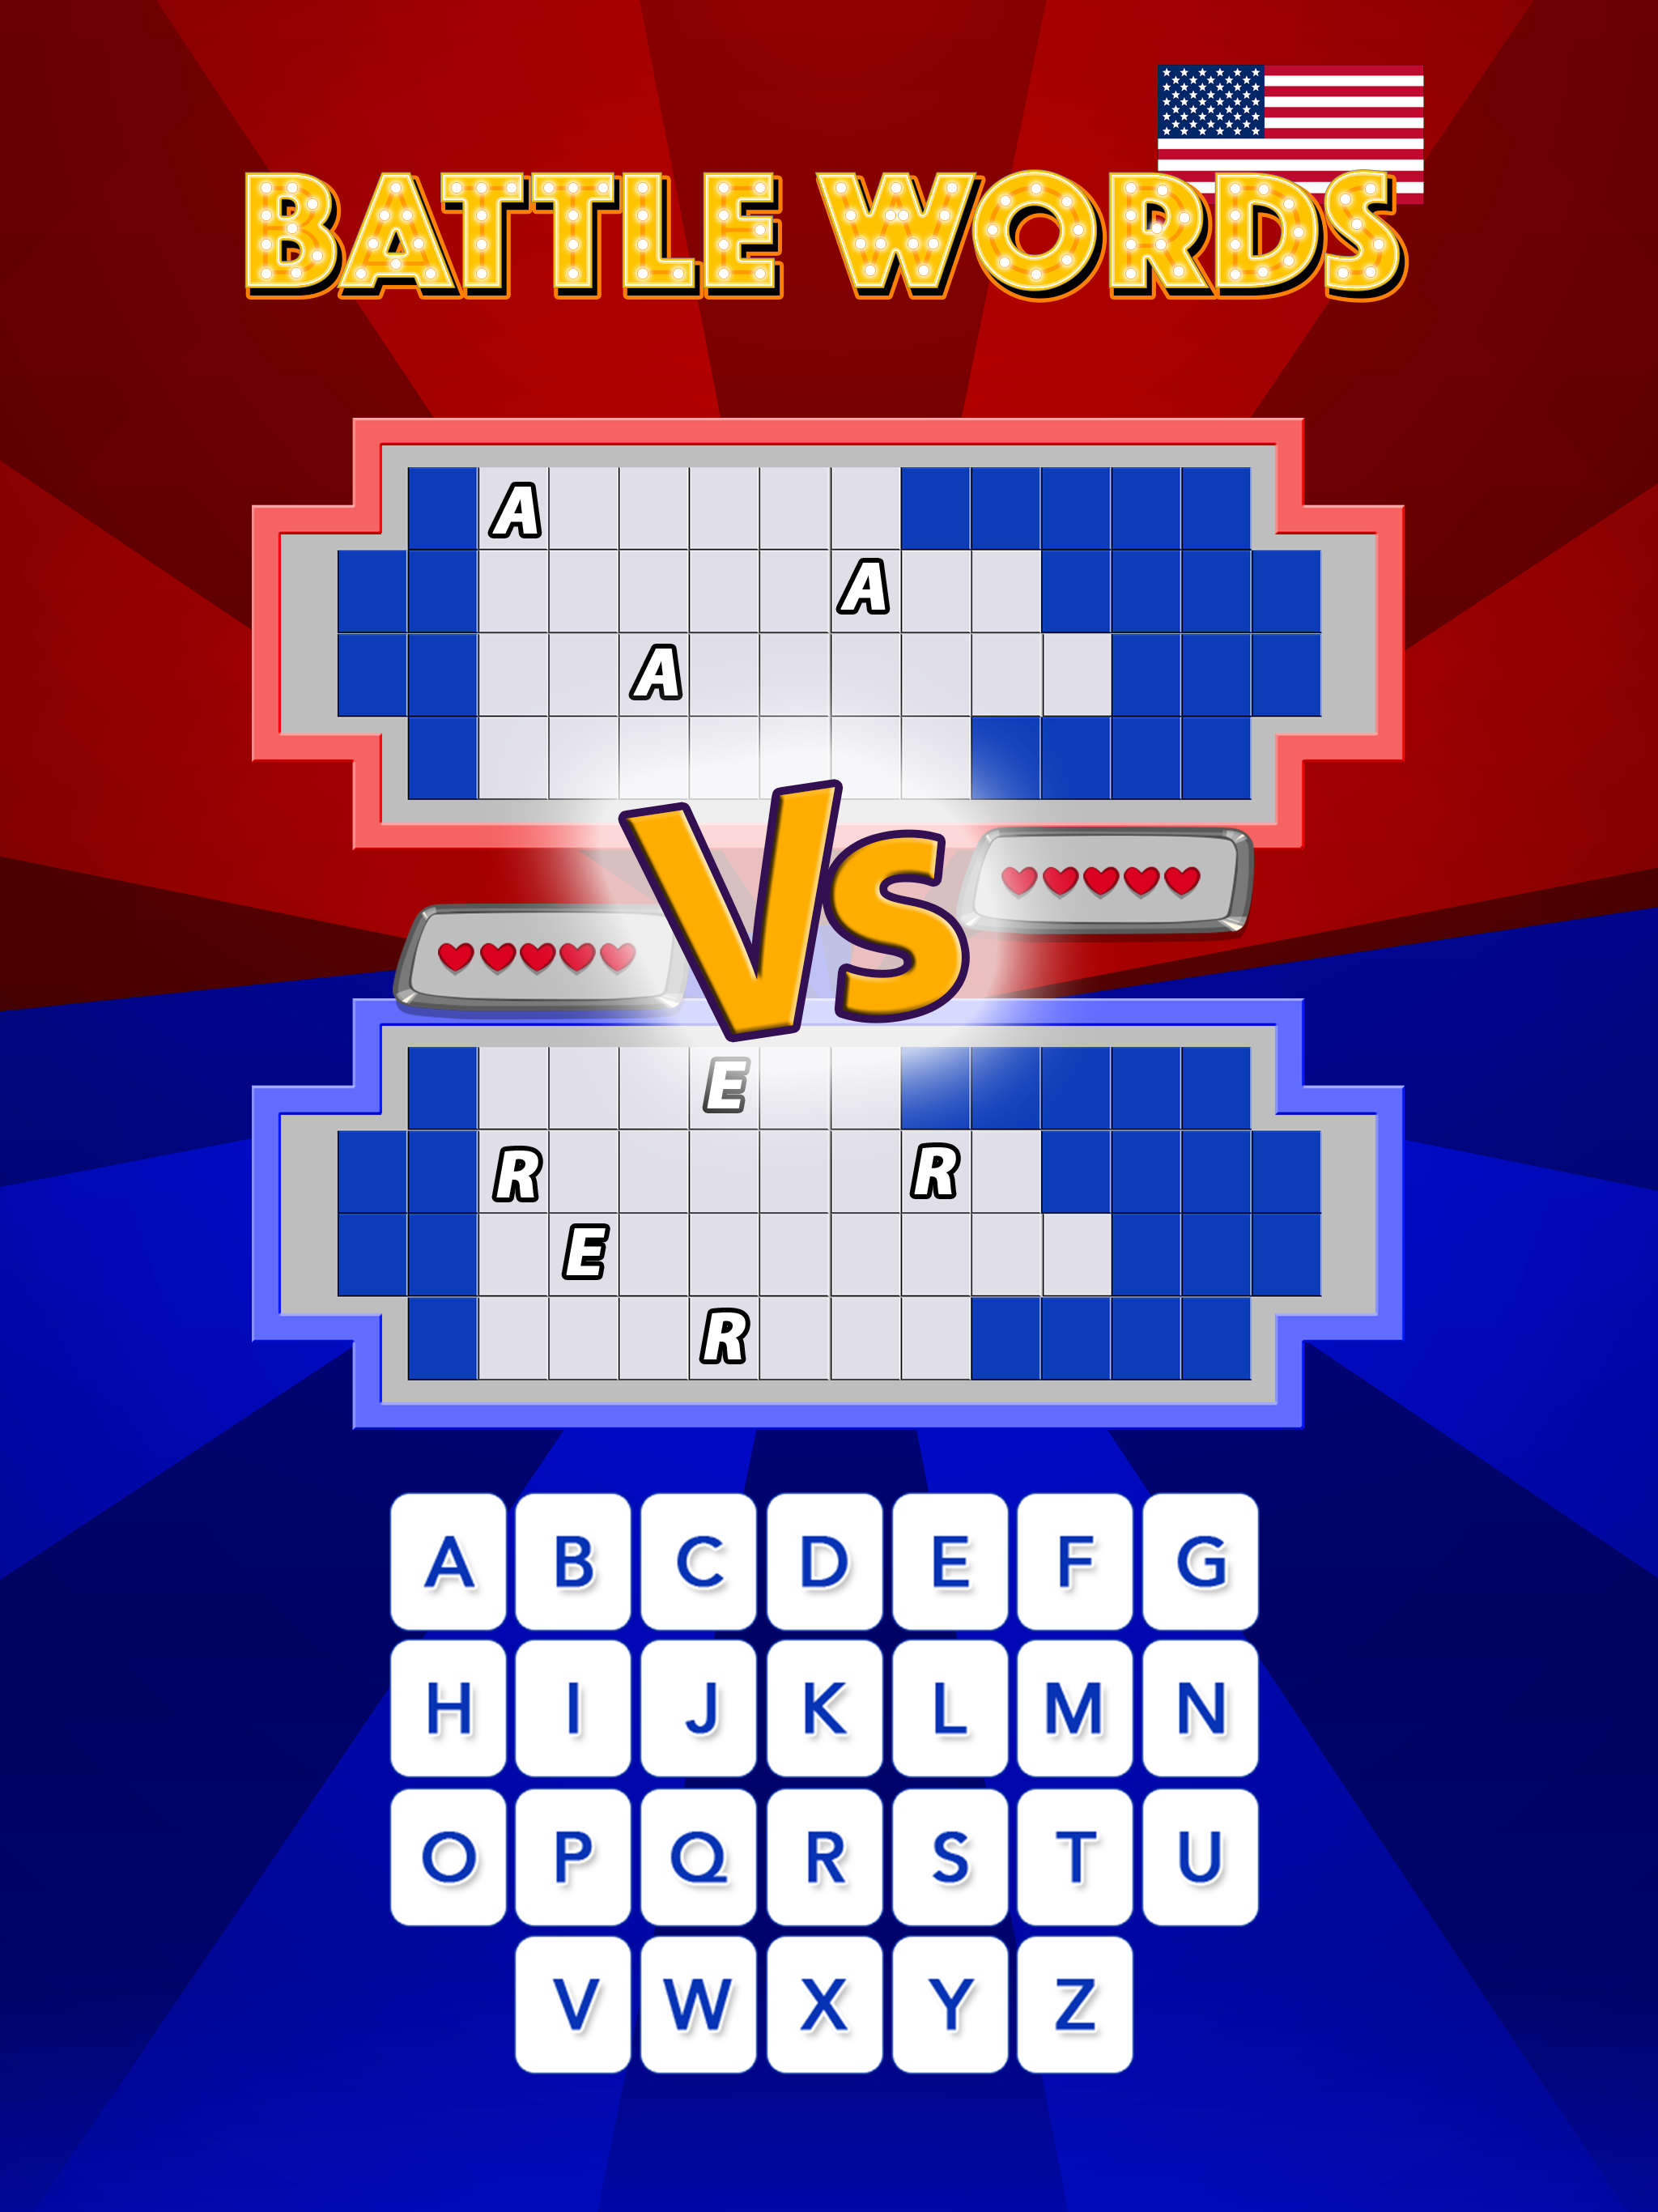 BATTLE WORDS
A
A
A
Vs
E
R R
E
R
A B C D E F G
H I J K L M N
O P Q R S T U
V W X Y Z